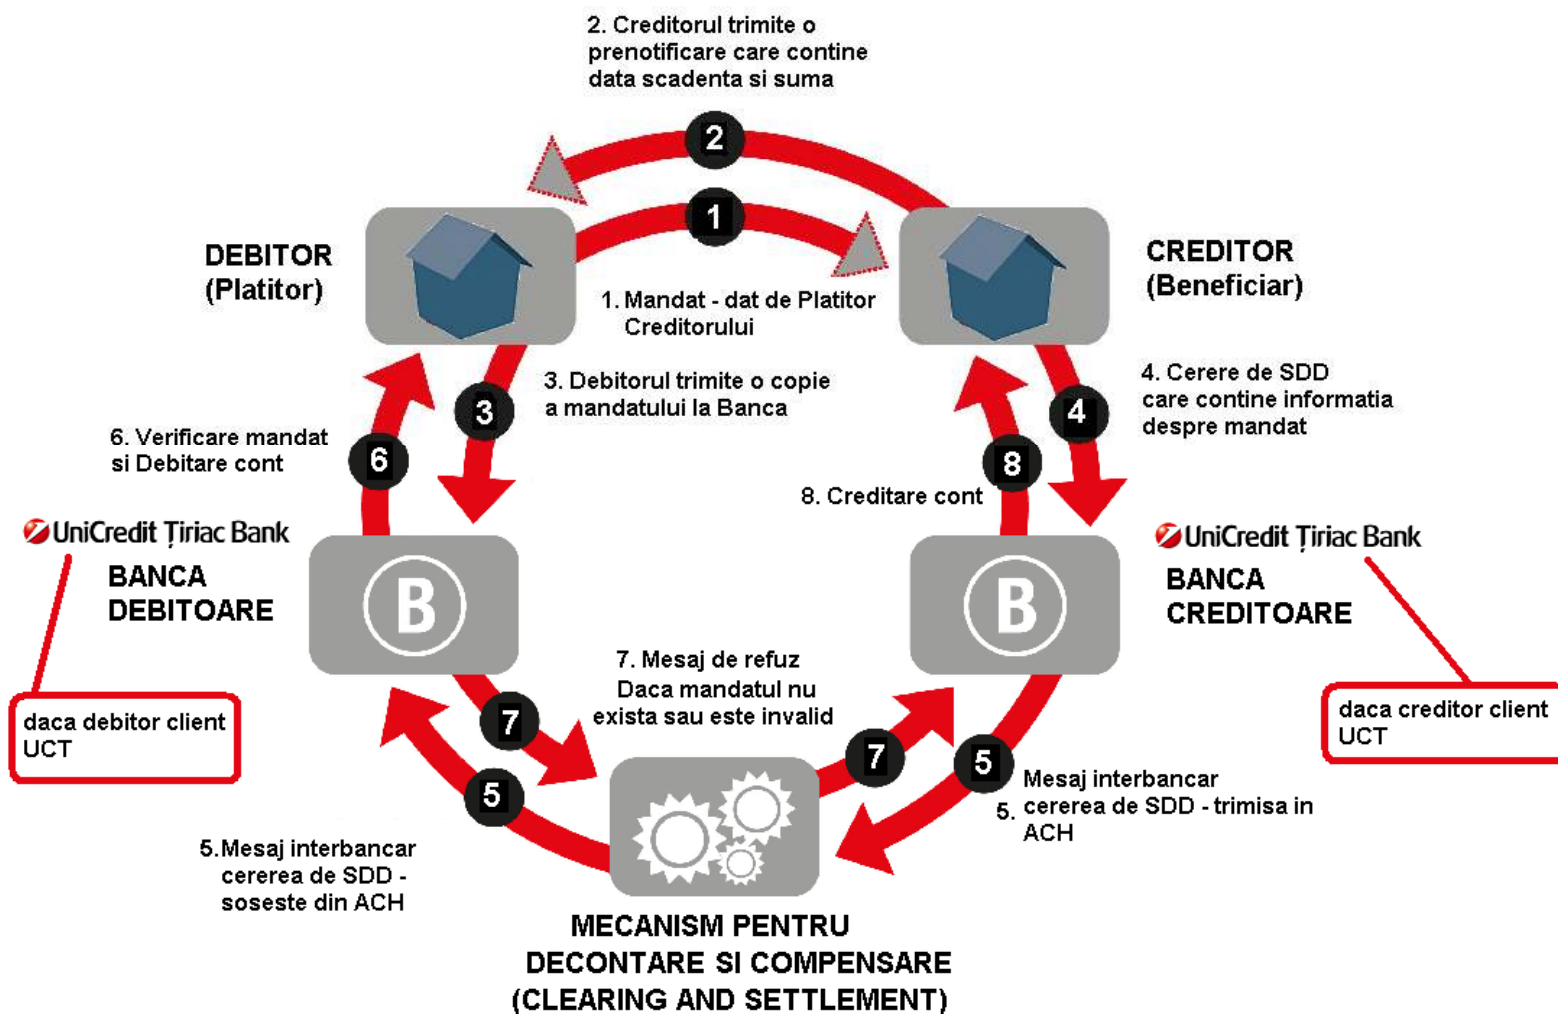 2. Creditorul trimite o
prenotificare care contine
data scadenta si suma
2
1
DEBITOR
(Platitor)
CREDITOR
(Beneficiar)
1. Mandat - dat de Platitor
Creditorului
3. Debitorul trimite o copie
a mandatului la Banca
3
4. Cerere de SDD
care contine informatia
despre mandat
4
6. Verificare mandat
si Debitare cont
6
8
8. Creditare cont
UniCredit Țiriac Bank
BANCA
DEBITOARE
B
UniCredit Țiriac Bank
BANCA
CREDITOARE
B
7. Mesaj de refuz
Daca mandatul nu
exista sau este invalid
daca debitor client
UCT
daca creditor client
UCT
7
7
5
5
Mesaj interbancar
5. cererea de SDD - trimisa in
ACH
5. Mesaj interbancar
cererea de SDD -
soseste din ACH
MECANISM PENTRU
DECONTARE SI COMPENSARE
(CLEARING AND SETTLEMENT)